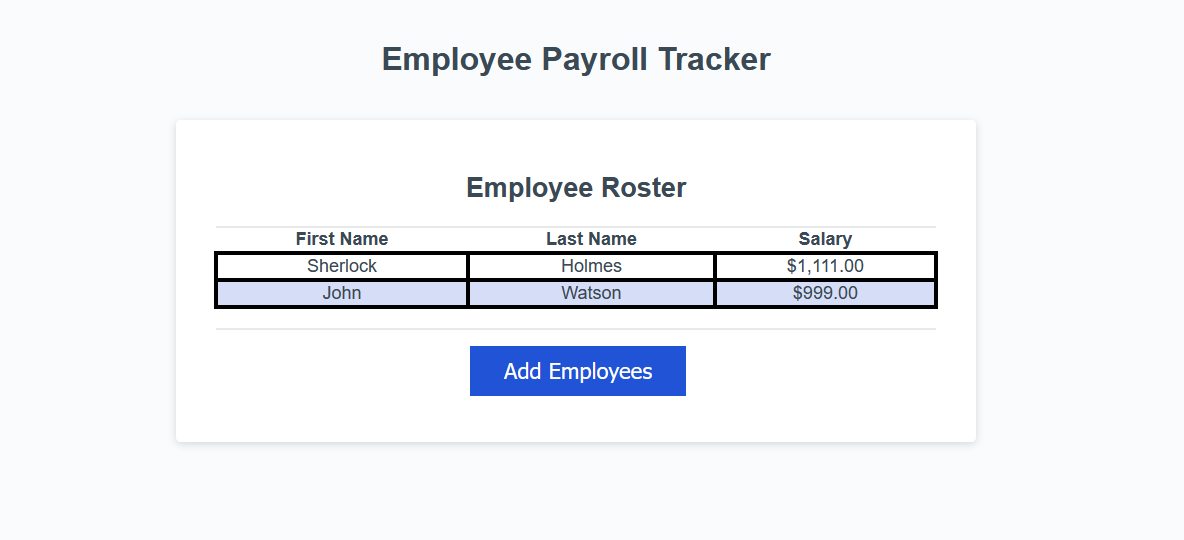 Employee Payroll Tracker
Employee Roster
First Name Last Name Salary
Sherlock Holmes $1,111.00
John Watson $999.00
Add Employees